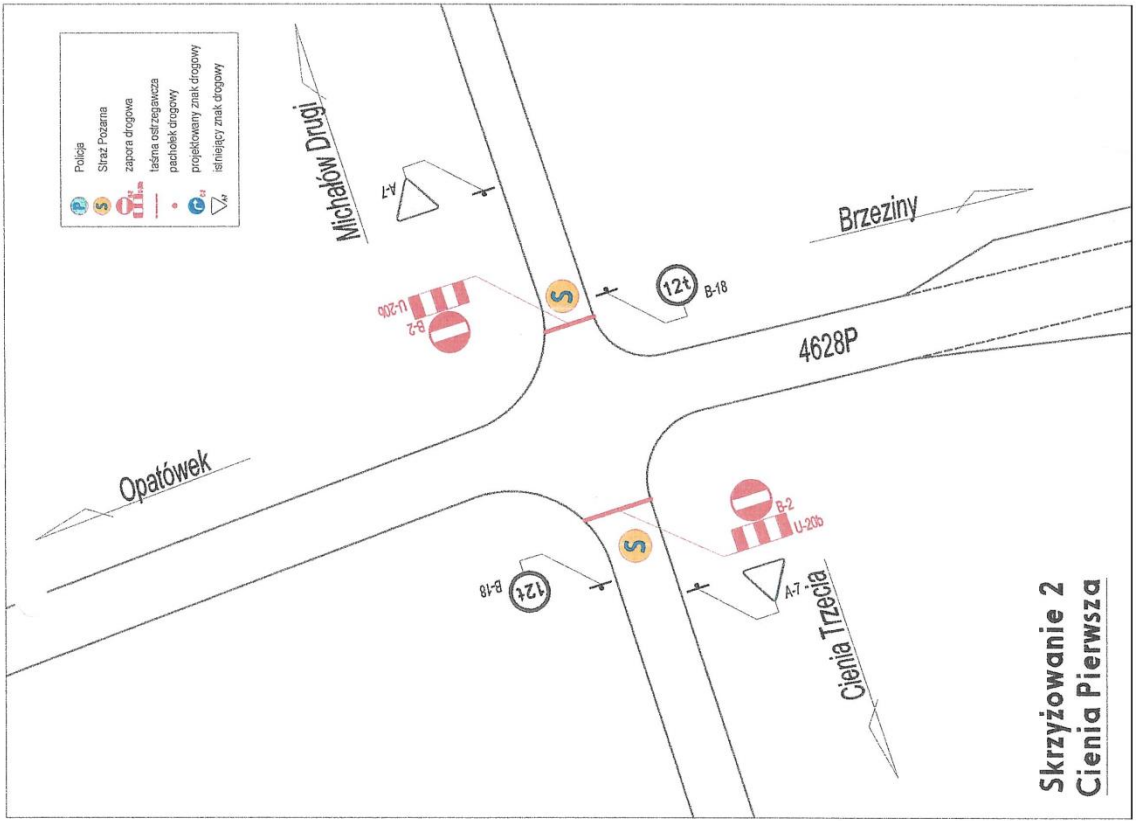 Policja
Straż Pożarna
zapora drogowa
taśma ostrzegawcza
pachołek drogowy
projektowany znak drogowy
istniejący znak drogowy
P
S
Michałów Drugi
A-7
U-20b
B-2
S
12t
B-18
Brzeziny
4628P
Opatówek
12t
B-18
S
B-2
U-20b
A-7
Cienia Trzecia
Skrzyżowanie 2
Cienia Pierwsza